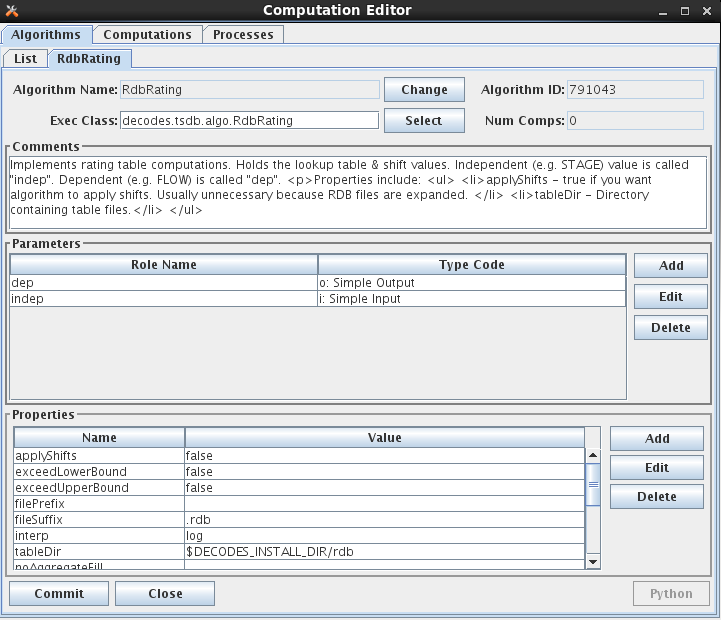 Computation Editor
Algorithms Computations Processes
List RdbRating
Algorithm Name: RdbRating Change Algorithm ID: 791043
Exec Class: decodes.tsdb.algo.RdbRating Select Num Comps: 0
Comments
Implements rating table computations. Holds the lookup table & shift values. Independent (e.g. STAGE) value is called
"indep". Dependent (e.g. FLOW) is called "dep". <p>Properties include: <ul> <li>applyShifts - true if you want
algorithm to apply shifts. Usually unnecessary because RDB files are expanded. </li> <li>tableDir - Directory
containing table files.</li> </ul>
Parameters
Role Name Type Code Add
dep o: Simple Output
indep i: Simple Input Edit
Delete
Properties
Name Value Add
applyShifts false
exceedLowerBound false Edit
exceedUpperBound false
filePrefix Delete
fileSuffix .rdb
interp log
tableDir $DECODES_INSTALL_DIR/rdb
noAggregateFill
Commit Close Python